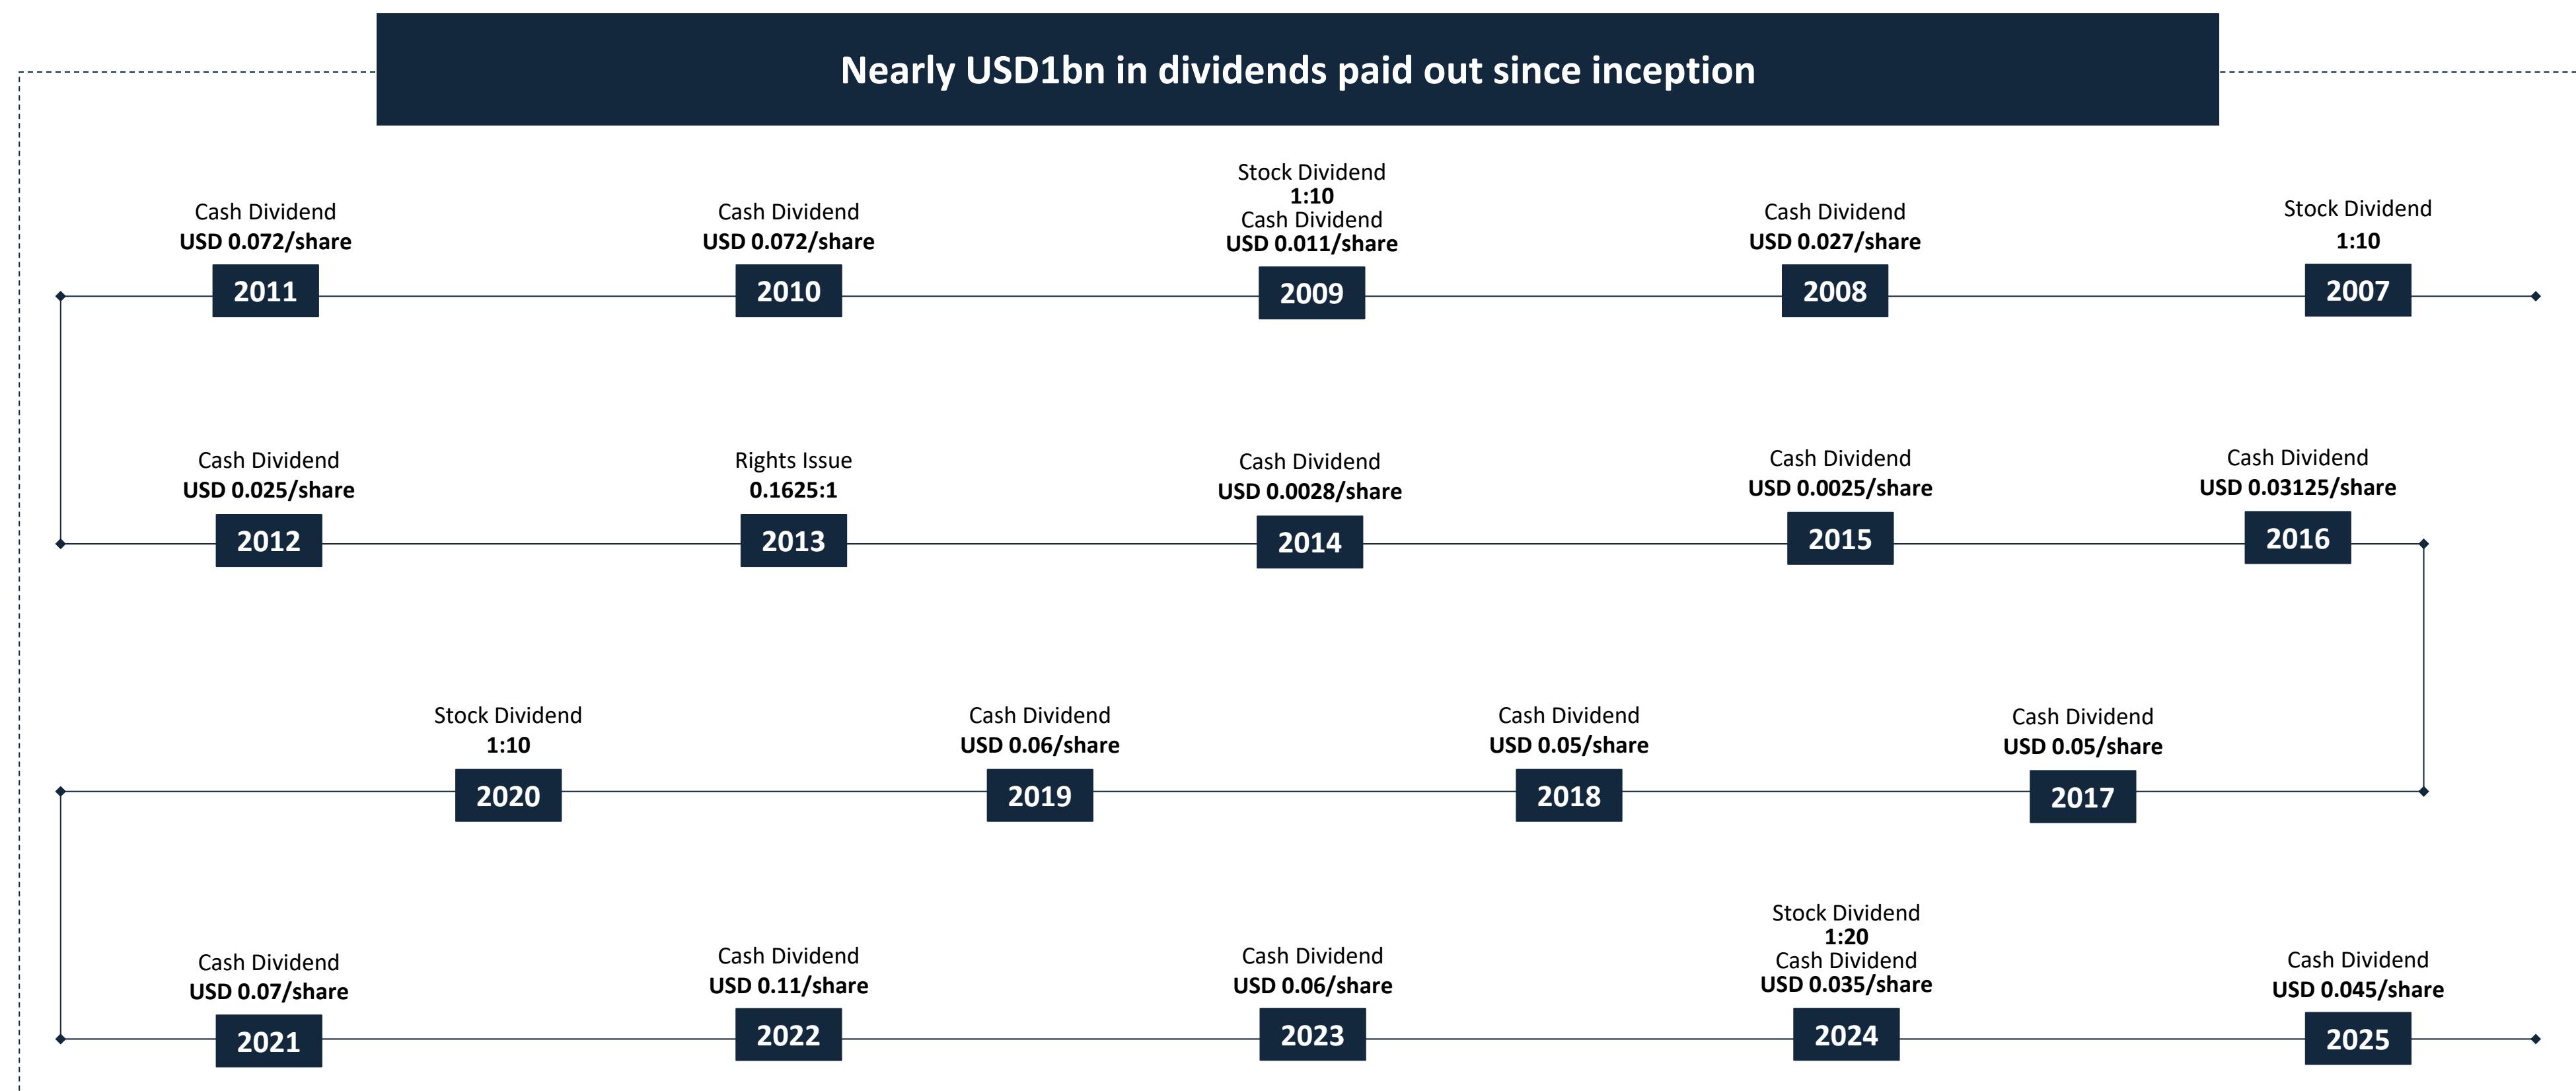 Nearly USD1bn in dividends paid out since inception
Cash Dividend
USD 0.072/share
2011
Cash Dividend
USD 0.072/share
2010
Stock Dividend
1:10
Cash Dividend
USD 0.011/share
2009
Cash Dividend
USD 0.027/share
2008
Stock Dividend
1:10
2007
Cash Dividend
USD 0.025/share
2012
Rights Issue
0.1625:1
2013
Cash Dividend
USD 0.0028/share
2014
Cash Dividend
USD 0.0025/share
2015
Cash Dividend
USD 0.03125/share
2016
Stock Dividend
1:10
2020
Cash Dividend
USD 0.06/share
2019
Cash Dividend
USD 0.05/share
2018
Cash Dividend
USD 0.05/share
2017
Cash Dividend
USD 0.07/share
2021
Cash Dividend
USD 0.11/share
2022
Cash Dividend
USD 0.06/share
2023
Stock Dividend
1:20
Cash Dividend
USD 0.035/share
2024
Cash Dividend
USD 0.045/share
2025